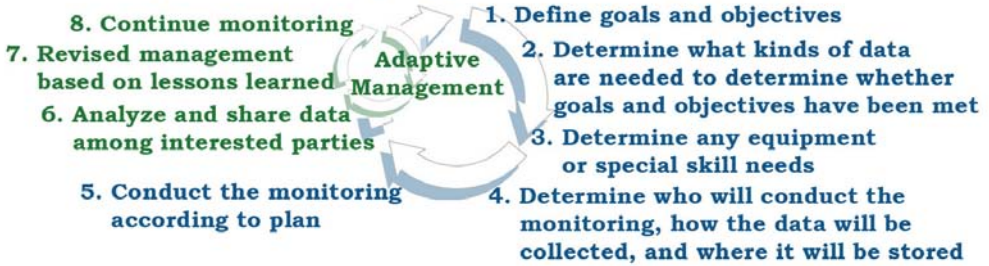 1. Define goals and objectives
2. Determine what kinds of data
are needed to determine whether
goals and objectives have been met
3. Determine any equipment
or special skill needs
4. Determine who will conduct the
monitoring, how the data will be
collected, and where it will be stored
5. Conduct the monitoring
according to plan
6. Analyze and share data
among interested parties
7. Revised management
based on lessons learned
8. Continue monitoring
Adaptive
Management